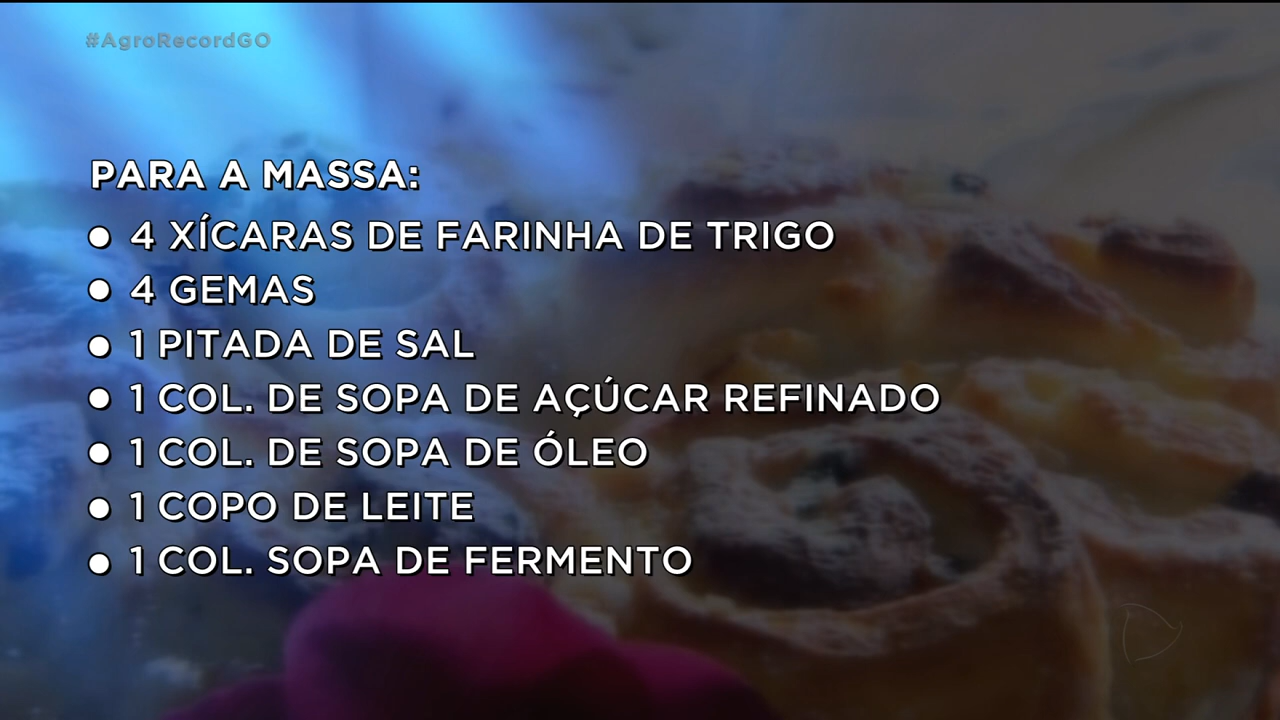 #AgroRecordGO
PARA A MASSA:
● 4 XÍCARAS DE FARINHA DE TRIGO
● 4 GEMAS
● 1 PITADA DE SAL
● 1 COL. DE SOPA DE AÇÚCAR REFINADO
● 1 COL. DE SOPA DE ÓLEO
● 1 COPO DE LEITE
● 1 COL. SOPA DE FERMENTO